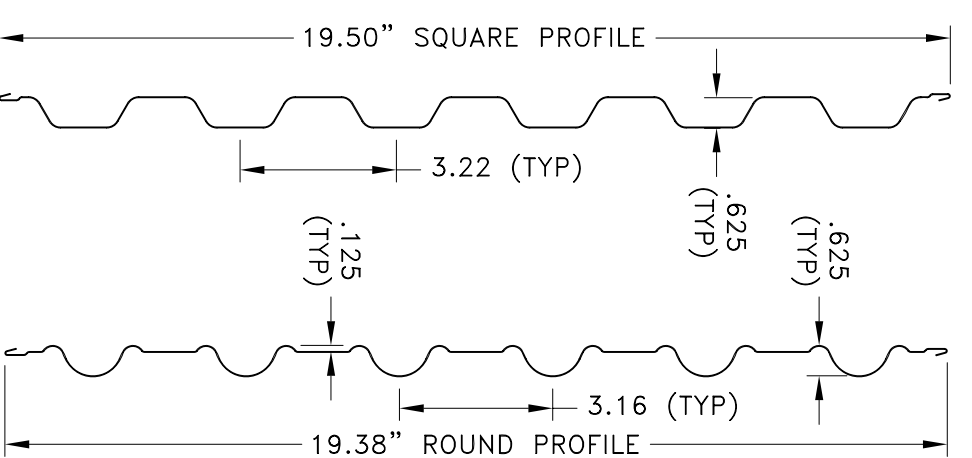 19.50” SQUARE PROFILE
3.22 (TYP)
.625
(TYP)
.125
(TYP)
.625
(TYP)
3.16 (TYP)
19.38” ROUND PROFILE